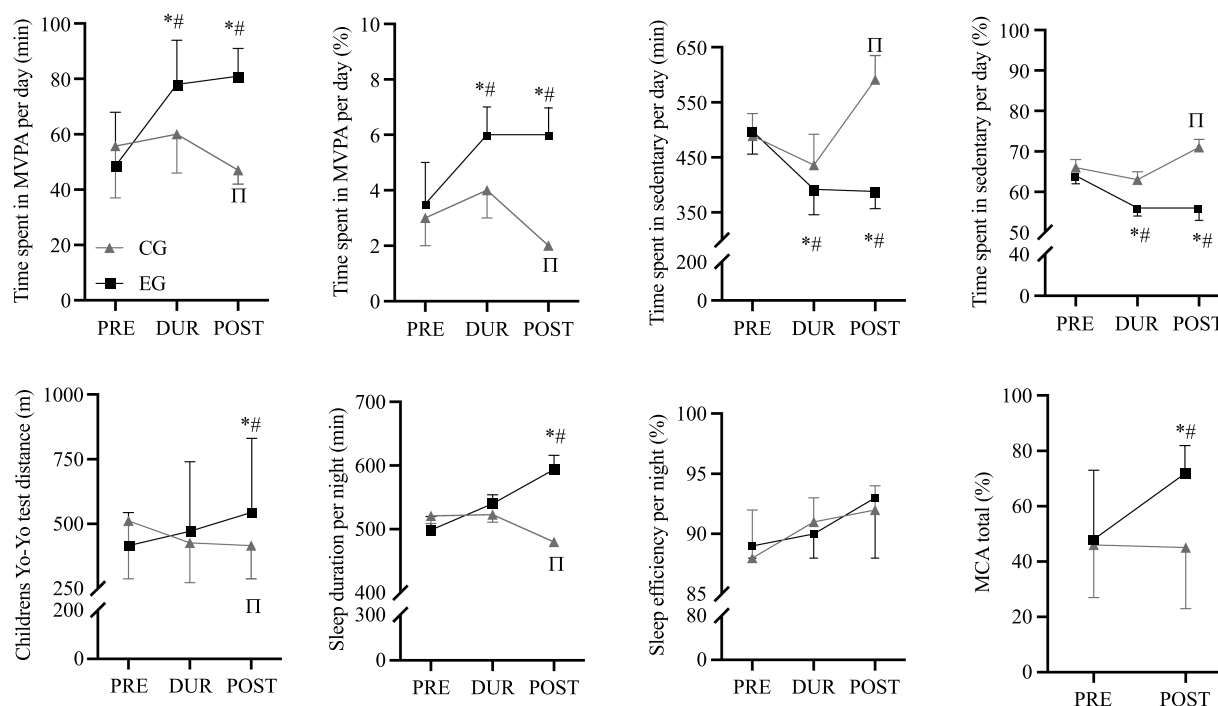 Time spent in MVPA per day (min)
100
80
60
40
20
0
*#
*#
Π
CG
EG
PRE DUR POST
Time spent in MVPA per day (%)
10
8
6
4
2
0
*#
*#
Π
PRE DUR POST
Time spent in sedentary per day (min)
650
550
450
350
200
0
Π
*#
*#
PRE DUR POST
Time spent in sedentary per day (%)
100
90
80
70
60
50
40
0
Π
*#
*#
PRE DUR POST
Childrens Yo-Yo test distance (m)
1000
750
500
250
200
0
*#
Π
PRE DUR POST
Sleep duration per night (min)
700
600
500
400
300
0
*#
Π
PRE DUR POST
Sleep efficiency per night (%)
100
95
90
85
80
0
PRE DUR POST
MCA total (%)
100
80
60
40
20
0
*#
PRE POST